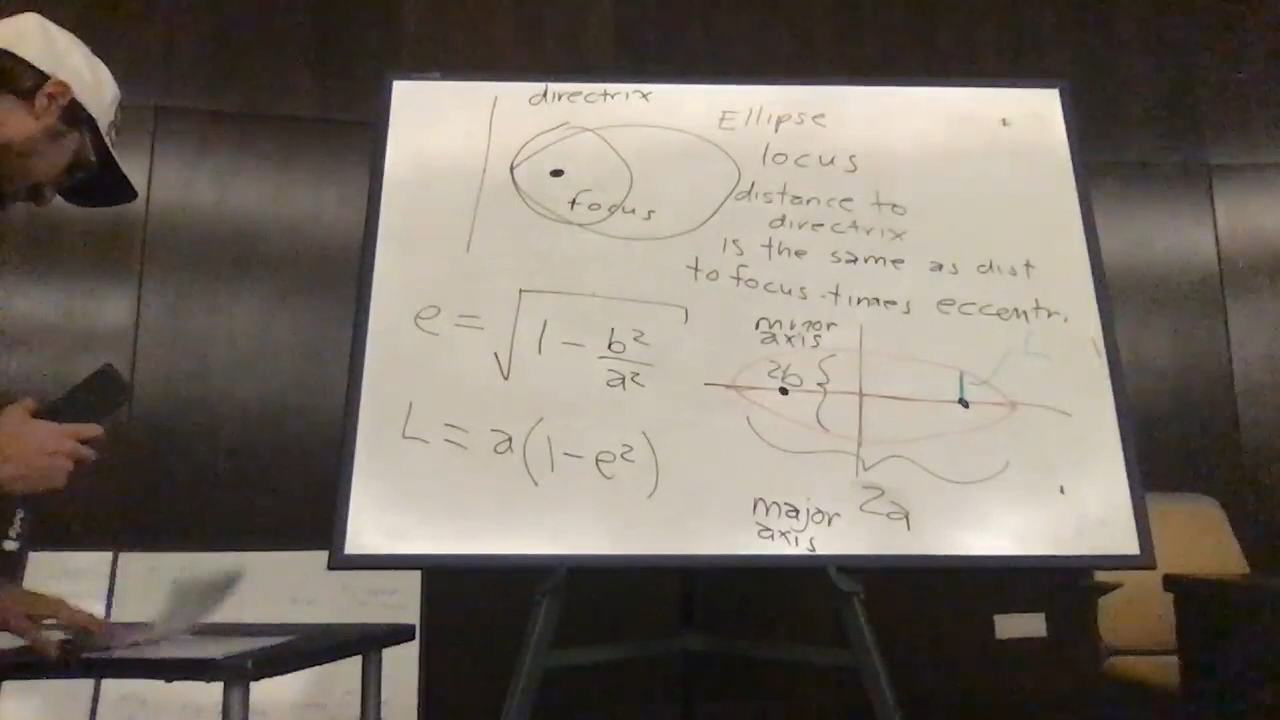 directrix
focus
Ellipse
locus
distance to
directrix
is the same as dist
to focus times eccentr.
e = √(1 - b²/a²)
L = a(1-e²)
minor
axis
2b
L
major
axis
2a